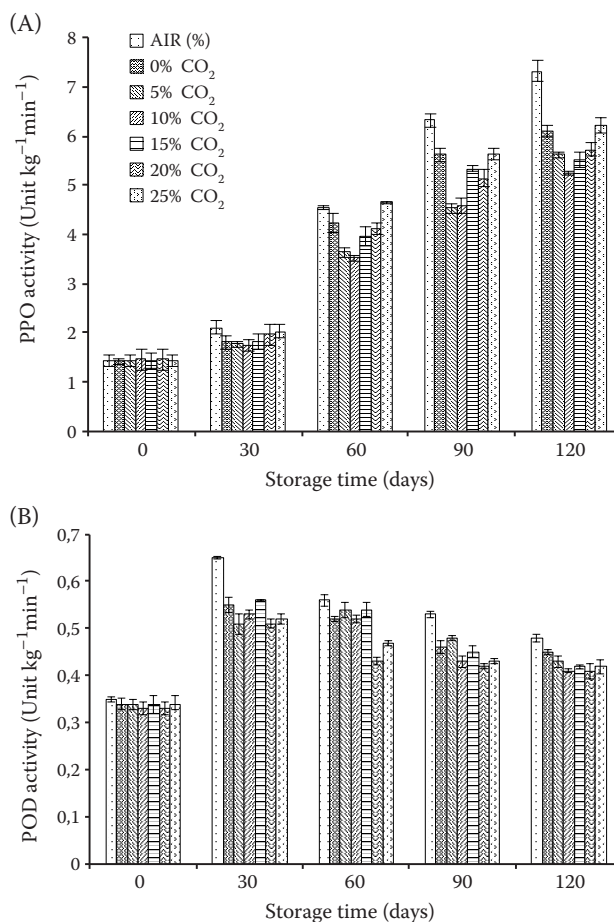 (A)
8
7
6
5
4
3
2
1
0
PPO activity (Unit kg⁻¹min⁻¹)
AIR (%)
0% CO₂
5% CO₂
10% CO₂
15% CO₂
20% CO₂
25% CO₂
0 30 60 90 120
Storage time (days)
(B)
0,7
0,6
0,5
0,4
0,3
0,2
0,1
0
POD activity (Unit kg⁻¹min⁻¹)
0 30 60 90 120
Storage time (days)